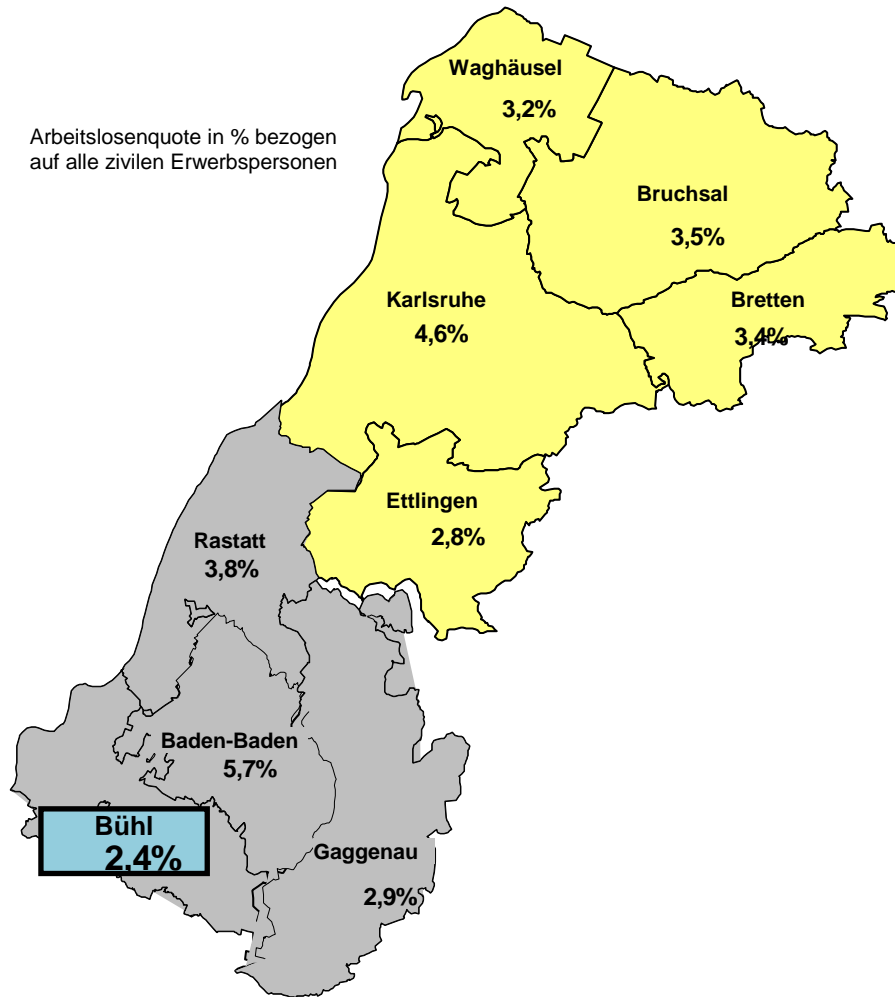 Waghäusel
3,2%
Arbeitslosenquote in % bezogen
auf alle zivilen Erwerbspersonen
Bruchsal
3,5%
Karlsruhe
4,6%
Bretten
3,4%
Ettlingen
2,8%
Rastatt
3,8%
Baden-Baden
5,7%
Bühl
2,4%
Gaggenau
2,9%